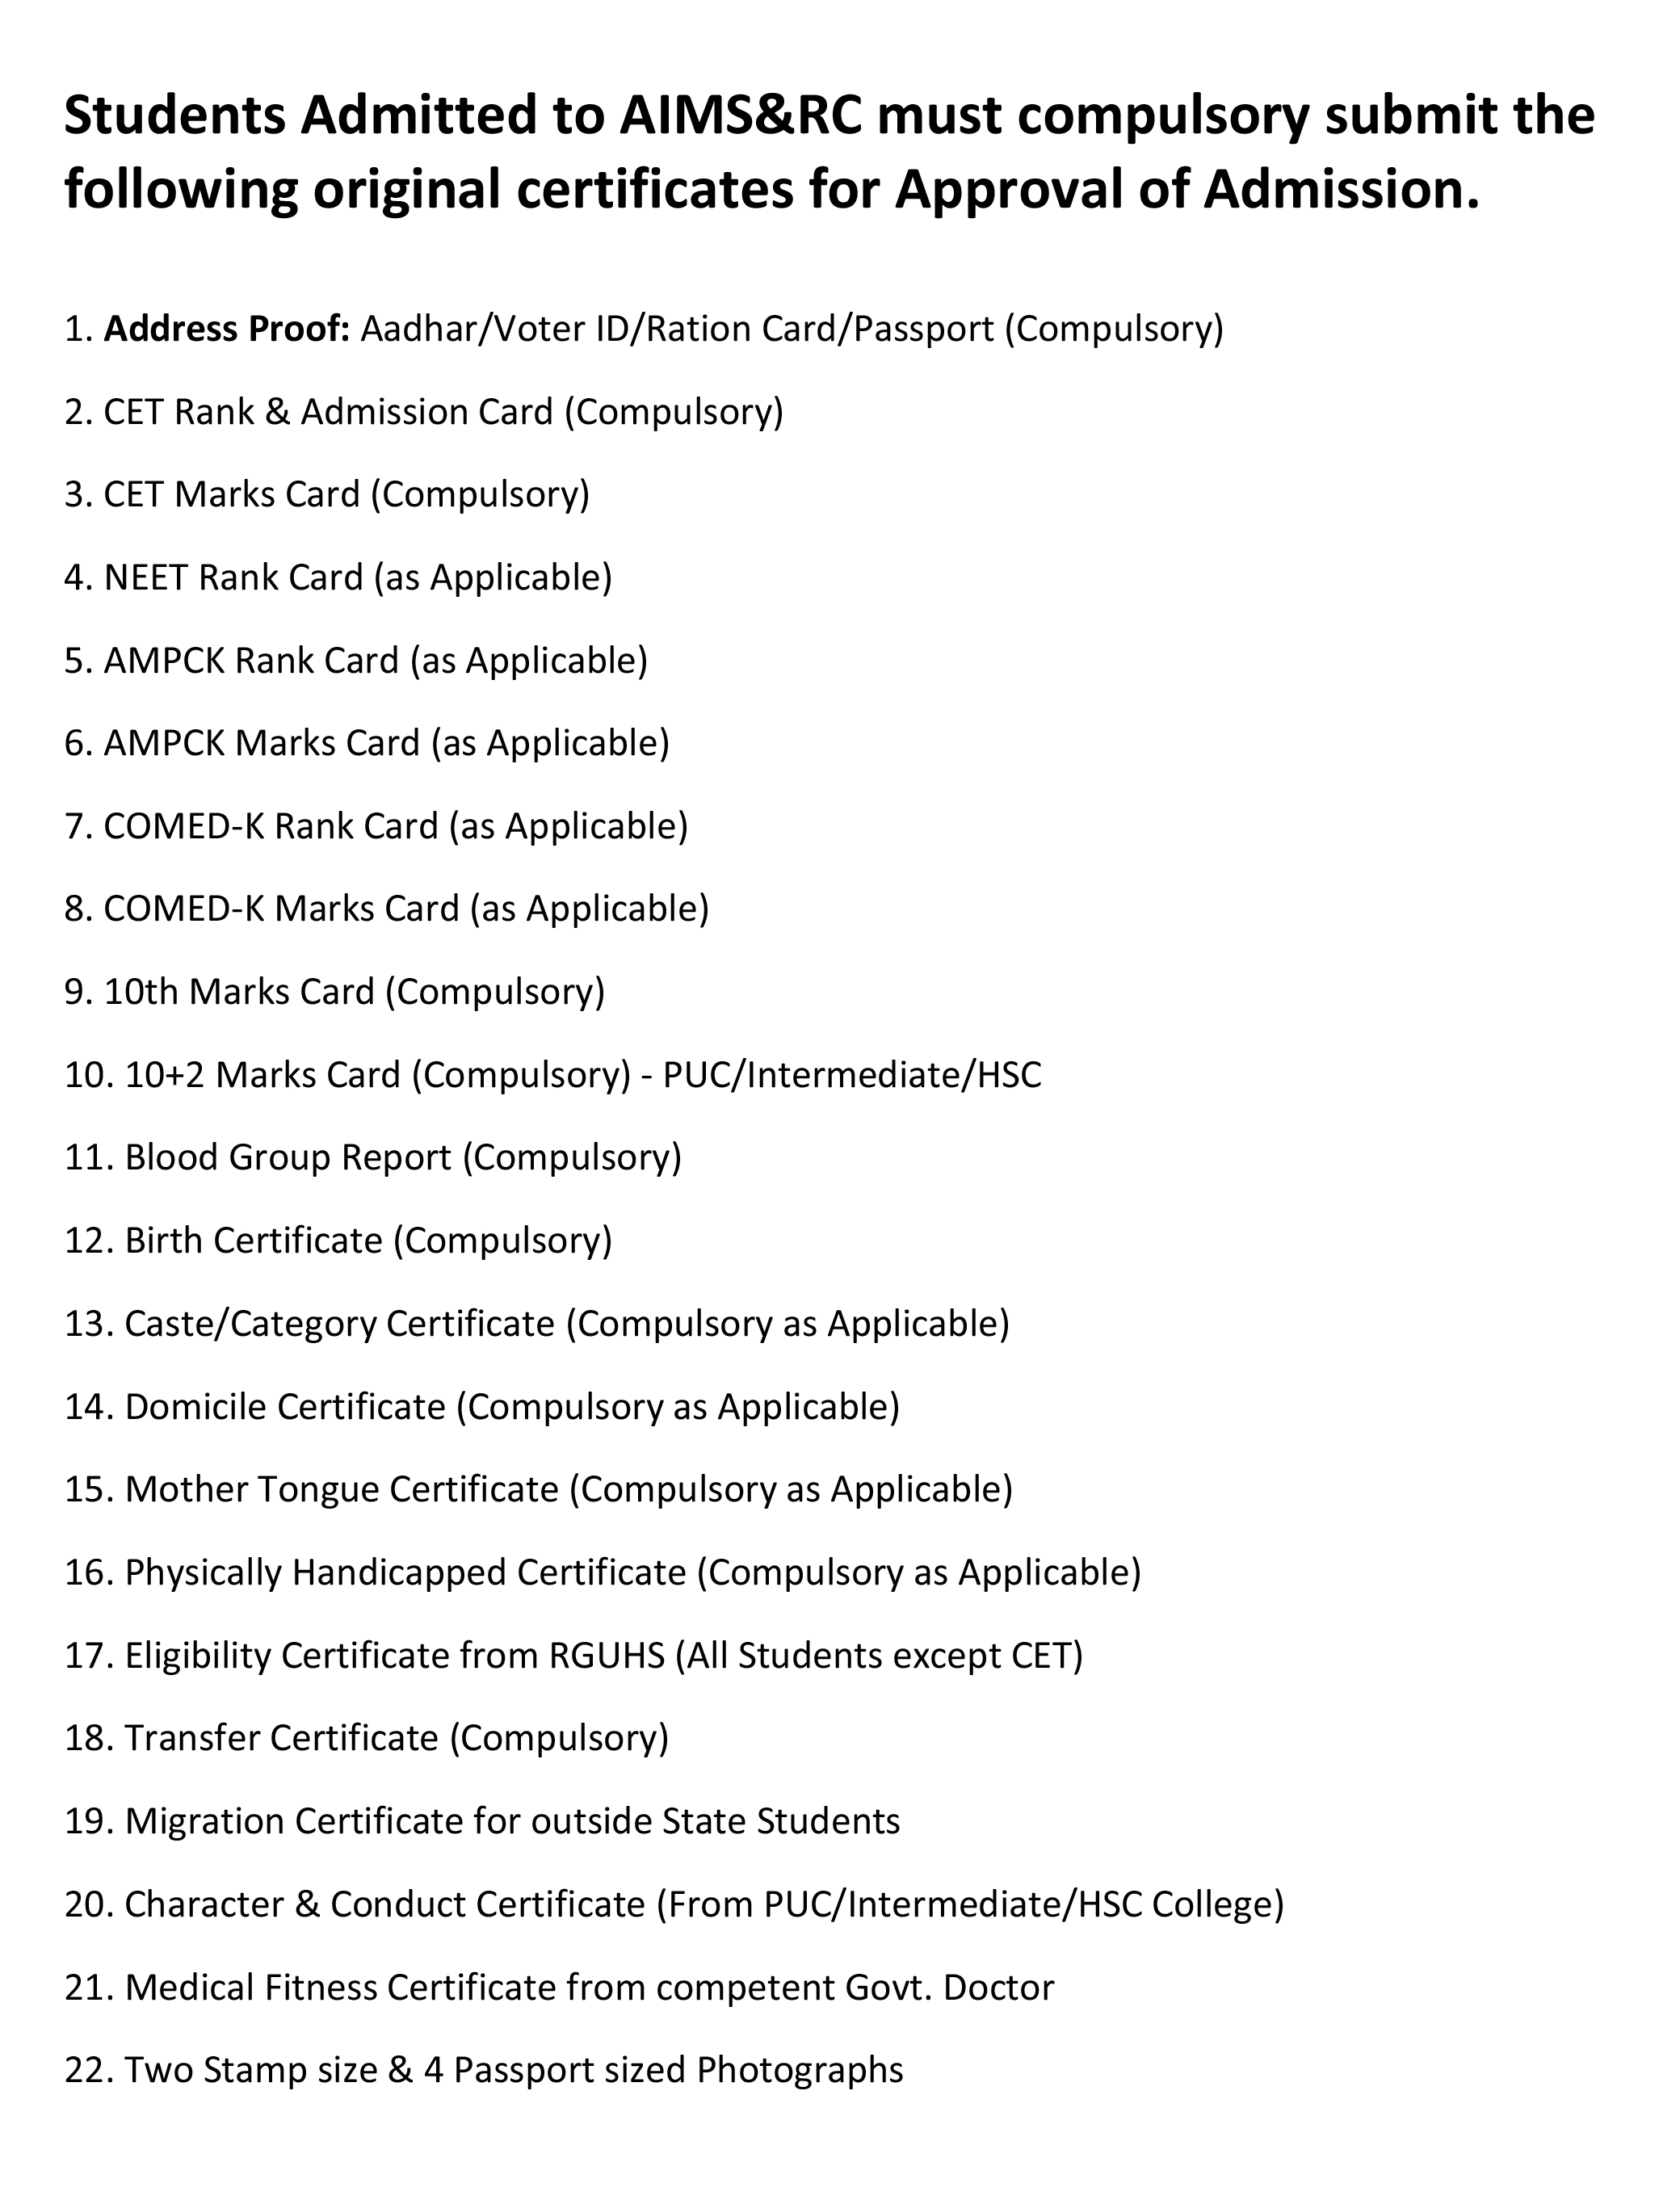 Students Admitted to AIMS&RC must compulsory submit the
following original certificates for Approval of Admission.
1. Address Proof: Aadhar/Voter ID/Ration Card/Passport (Compulsory)
2. CET Rank & Admission Card (Compulsory)
3. CET Marks Card (Compulsory)
4. NEET Rank Card (as Applicable)
5. AMPCK Rank Card (as Applicable)
6. AMPCK Marks Card (as Applicable)
7. COMED-K Rank Card (as Applicable)
8. COMED-K Marks Card (as Applicable)
9. 10th Marks Card (Compulsory)
10. 10+2 Marks Card (Compulsory) - PUC/Intermediate/HSC
11. Blood Group Report (Compulsory)
12. Birth Certificate (Compulsory)
13. Caste/Category Certificate (Compulsory as Applicable)
14. Domicile Certificate (Compulsory as Applicable)
15. Mother Tongue Certificate (Compulsory as Applicable)
16. Physically Handicapped Certificate (Compulsory as Applicable)
17. Eligibility Certificate from RGUHS (All Students except CET)
18. Transfer Certificate (Compulsory)
19. Migration Certificate for outside State Students
20. Character & Conduct Certificate (From PUC/Intermediate/HSC College)
21. Medical Fitness Certificate from competent Govt. Doctor
22. Two Stamp size & 4 Passport sized Photographs